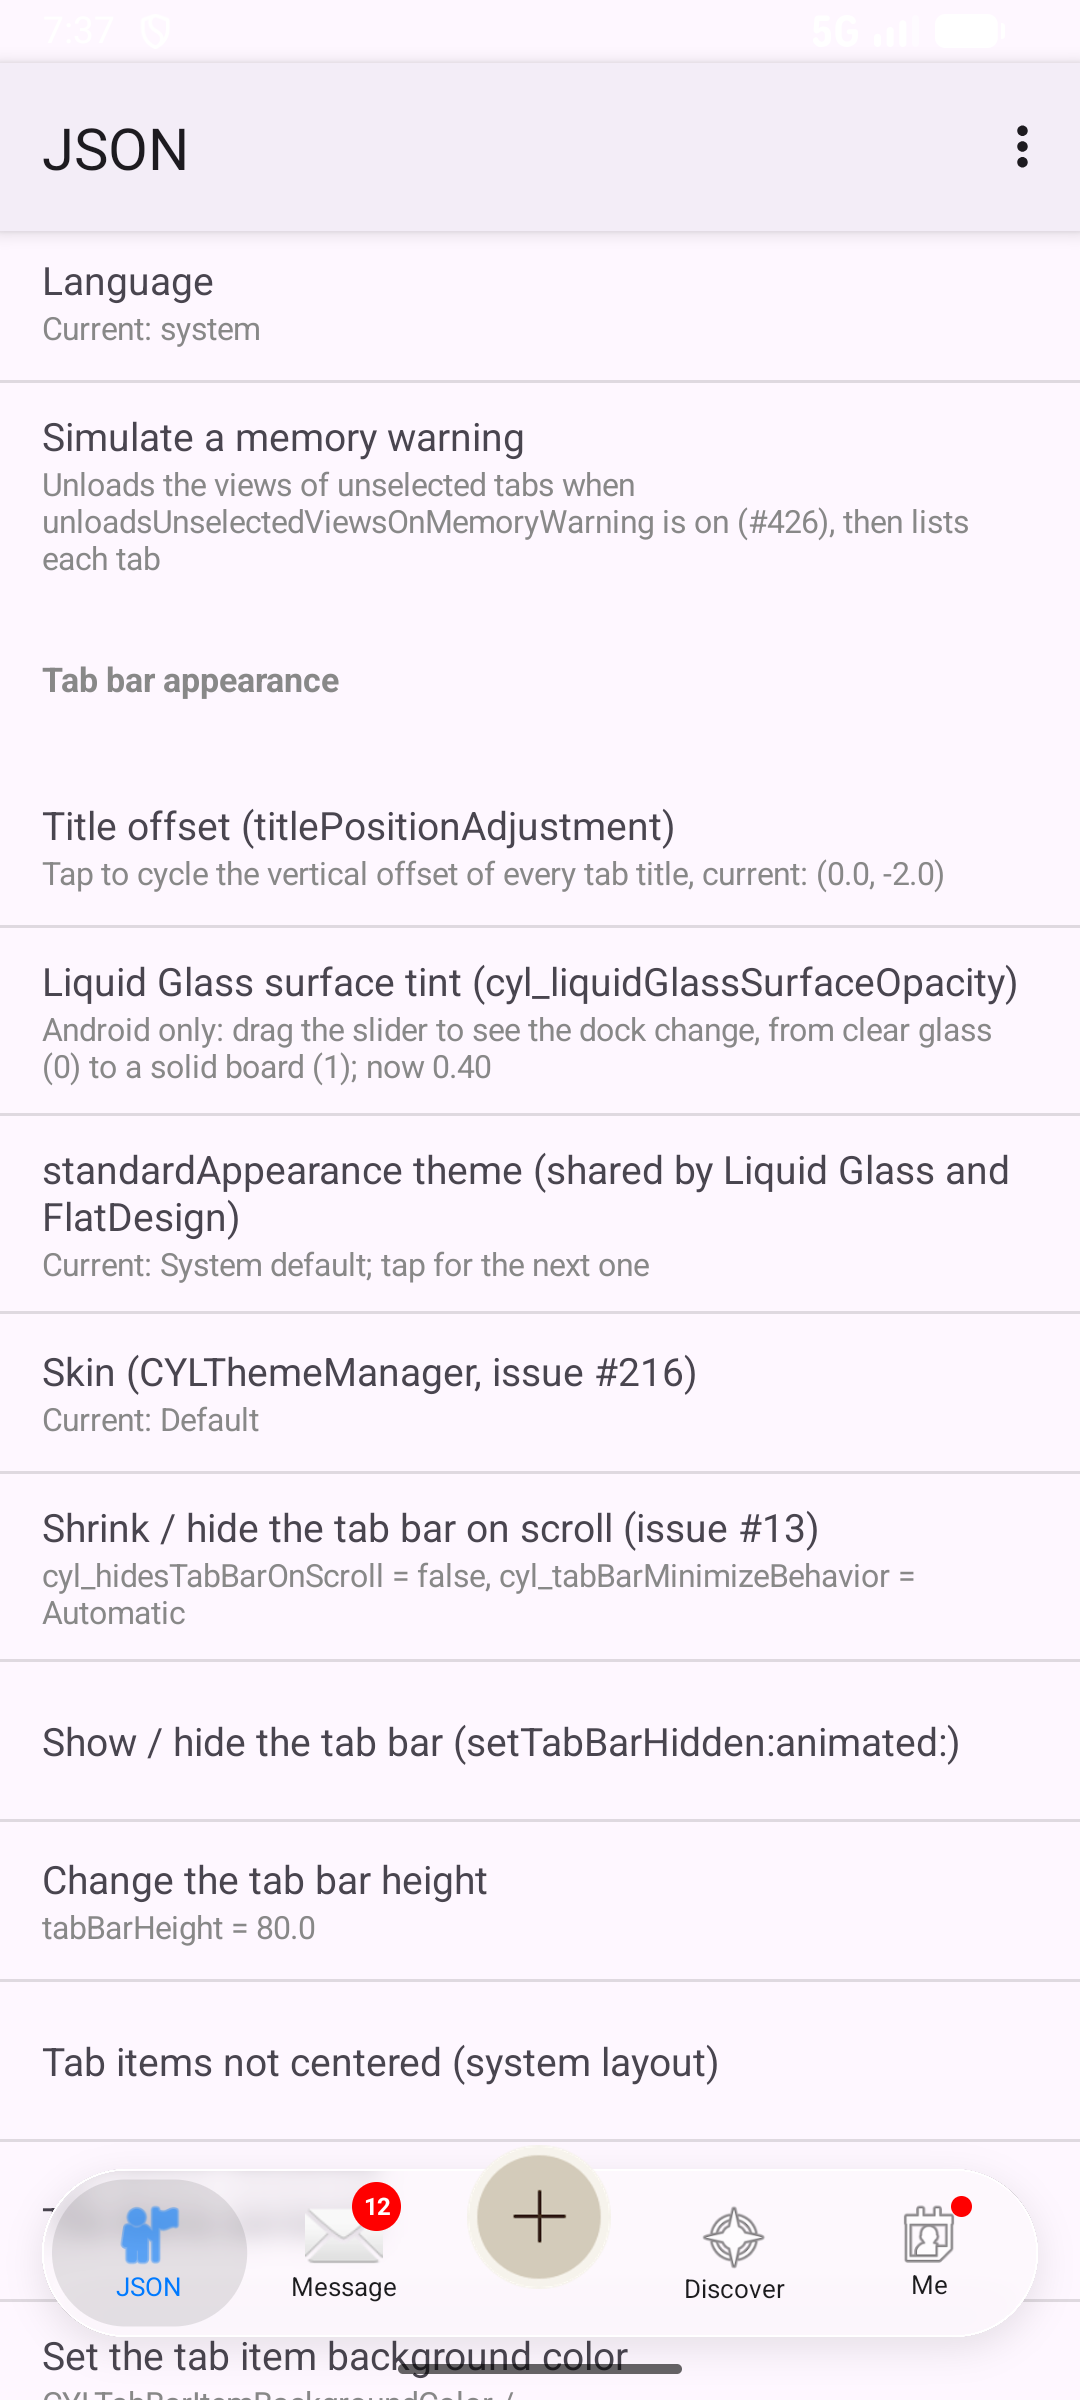 7:37
5G
JSON
Language
Current: system
Simulate a memory warning
Unloads the views of unselected tabs when
unloadsUnselectedViewsOnMemoryWarning is on (#426), then lists
each tab
Tab bar appearance
Title offset (titlePositionAdjustment)
Tap to cycle the vertical offset of every tab title, current: (0.0, -2.0)
Liquid Glass surface tint (cyl_liquidGlassSurfaceOpacity)
Android only: drag the slider to see the dock change, from clear glass
(0) to a solid board (1); now 0.40
standardAppearance theme (shared by Liquid Glass and
FlatDesign)
Current: System default; tap for the next one
Skin (CYLThemeManager, issue #216)
Current: Default
Shrink / hide the tab bar on scroll (issue #13)
cyl_hidesTabBarOnScroll = false, cyl_tabBarMinimizeBehavior =
Automatic
Show / hide the tab bar (setTabBarHidden:animated:)
Change the tab bar height
tabBarHeight = 80.0
Tab items not centered (system layout)
12
JSON
Message
Discover
Me
Set the tab item background color
CYLTabBarItemBackgroundColor /